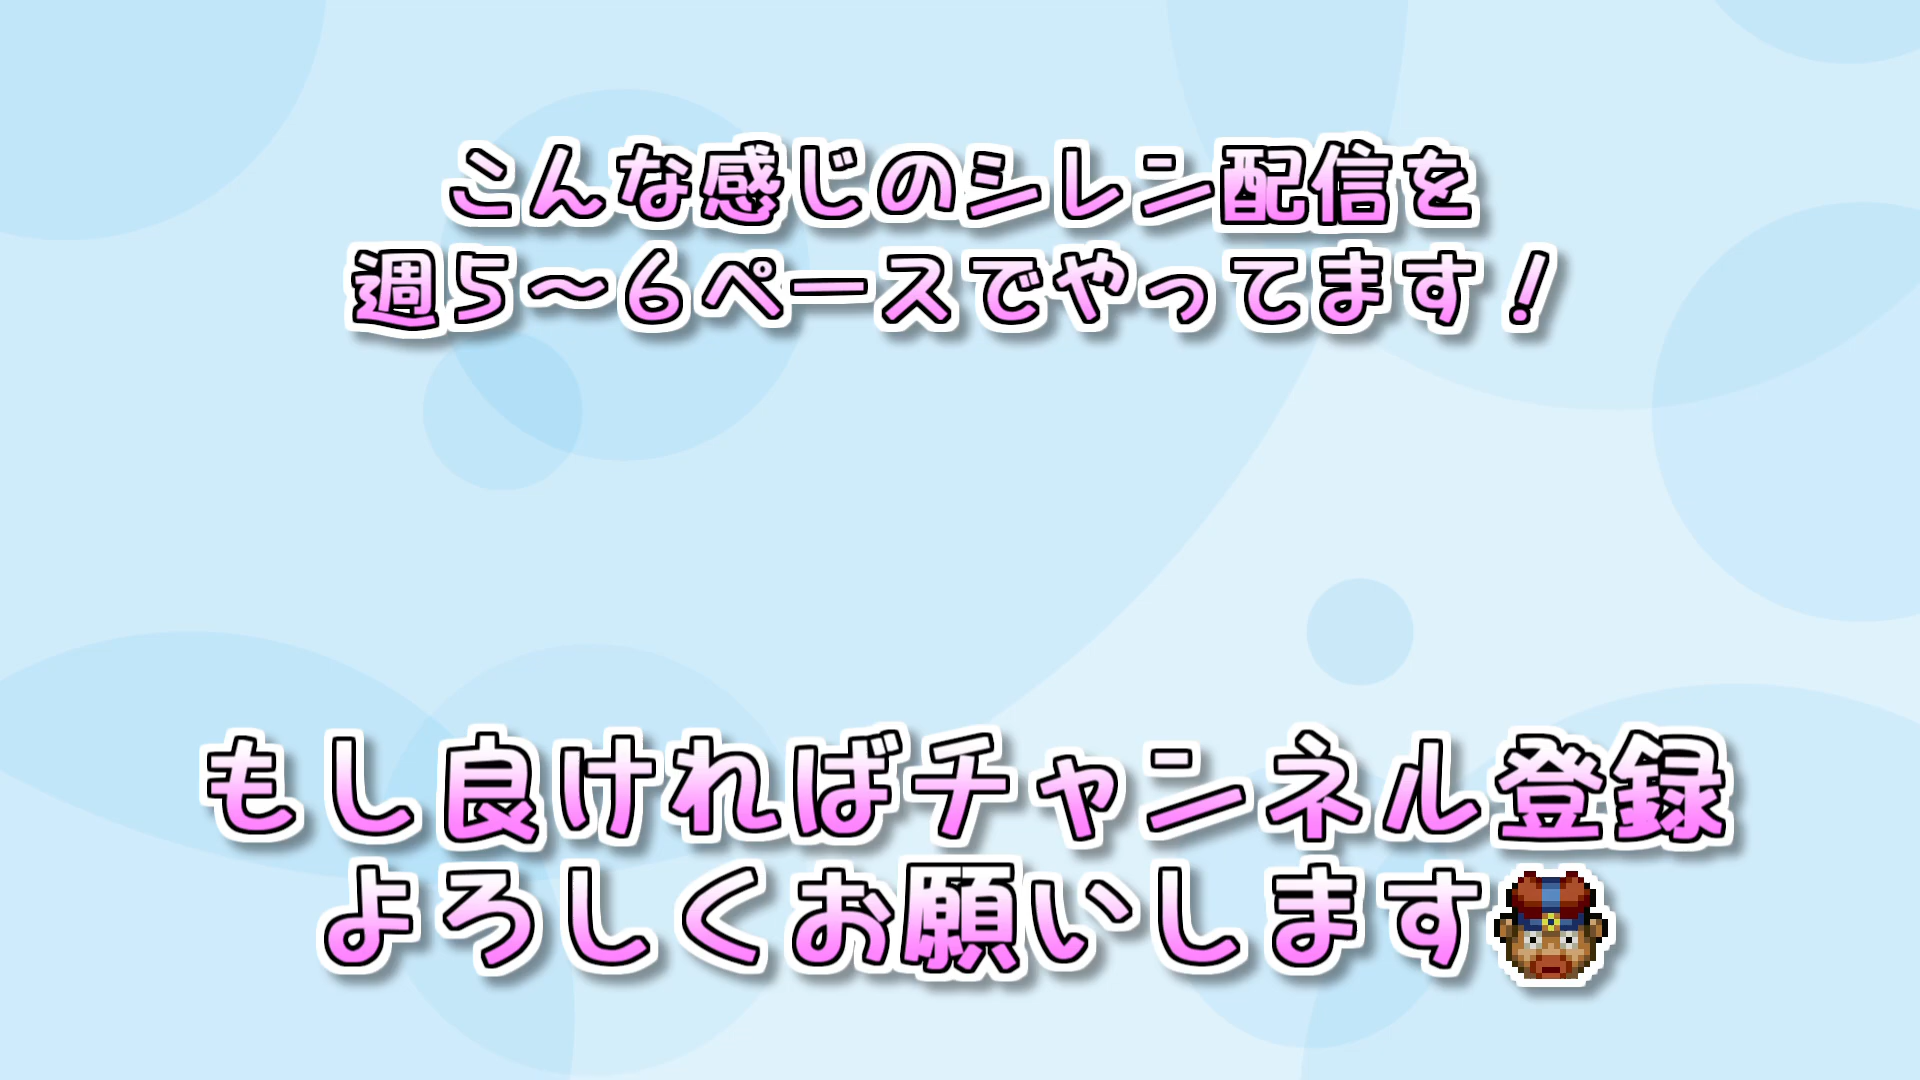 こんな感じのシレン配信を
週５～６ペースでやってます！
もし良ければチャンネル登録
よろしくお願いします